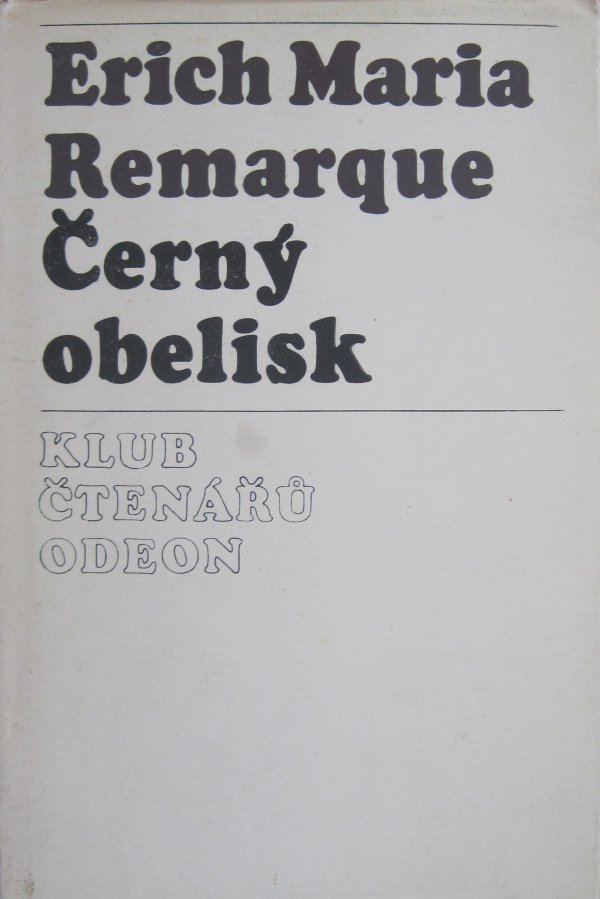 Erich Maria
Remarque
Černý
obelisk
KLUB
ČTENÁŘŮ
ODEON